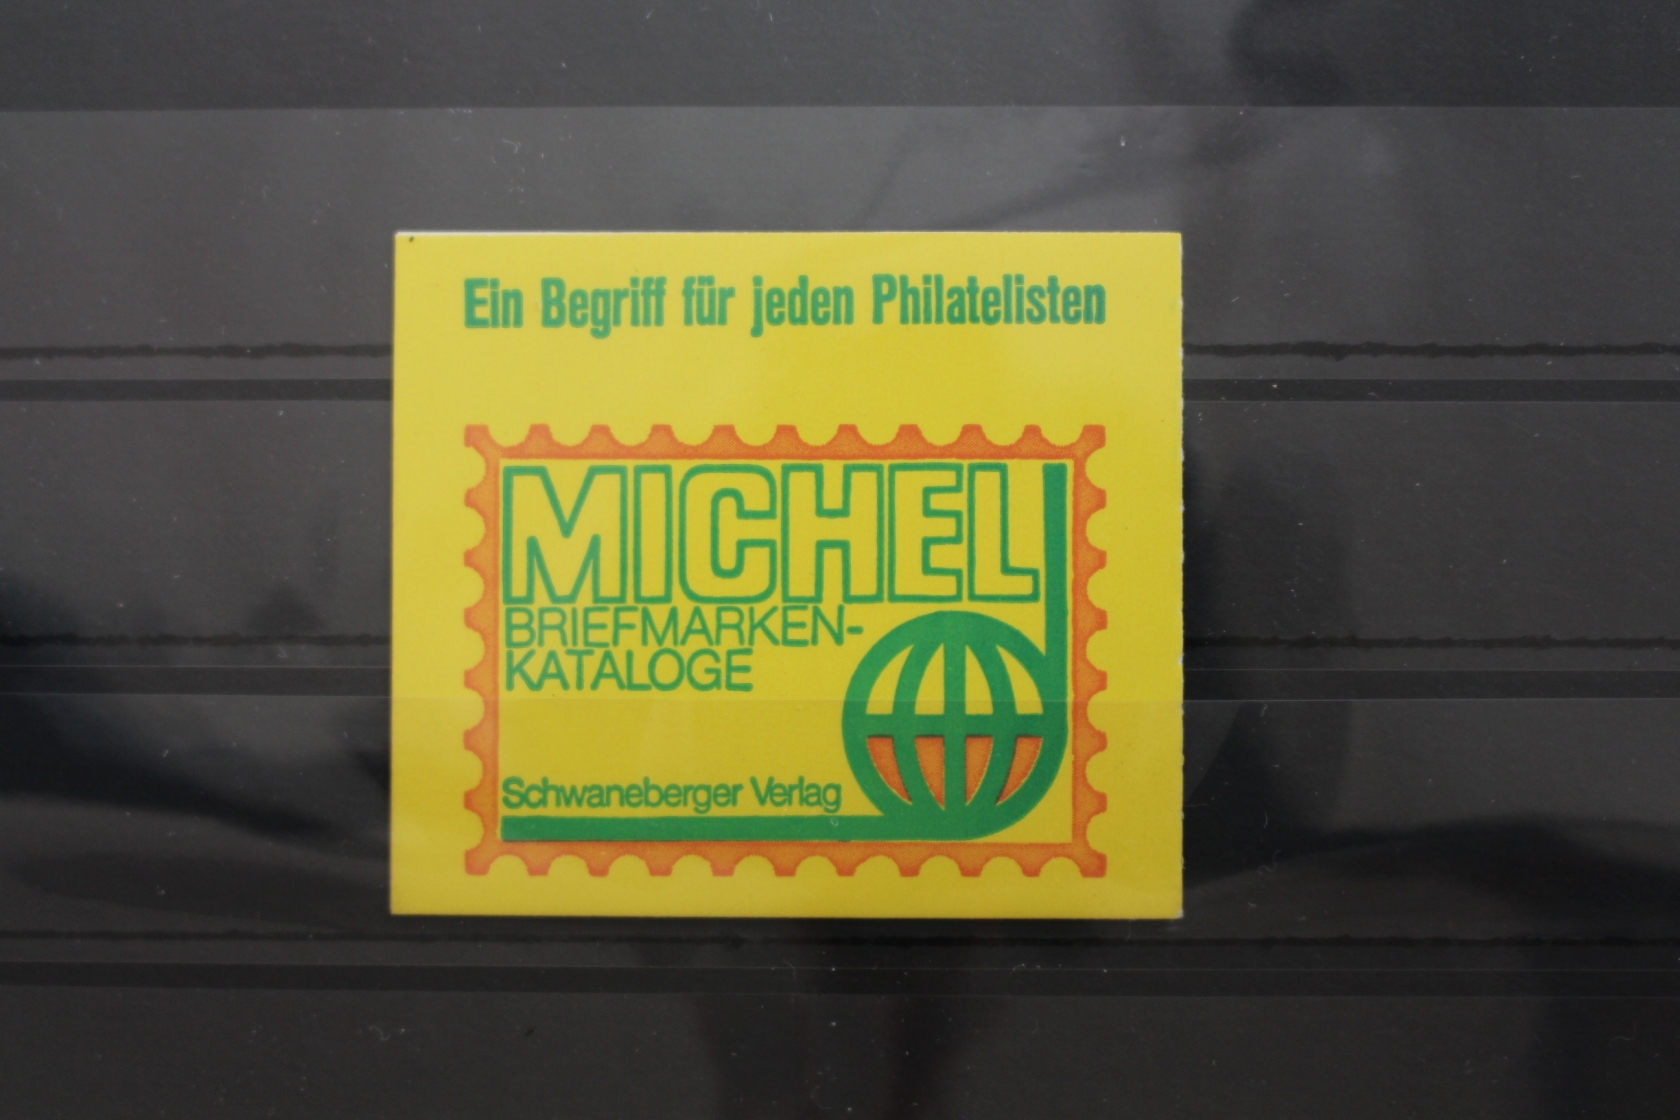 Ein Begriff für jeden Philatelisten
MICHEL
BRIEFMARKEN-
KATALOGE
Schwaneberger Verlag